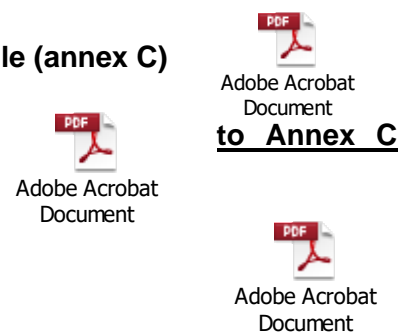 PDF
le (annex C)
Adobe Acrobat
Document
to Annex C
PDF
Adobe Acrobat
Document
PDF
Adobe Acrobat
Document